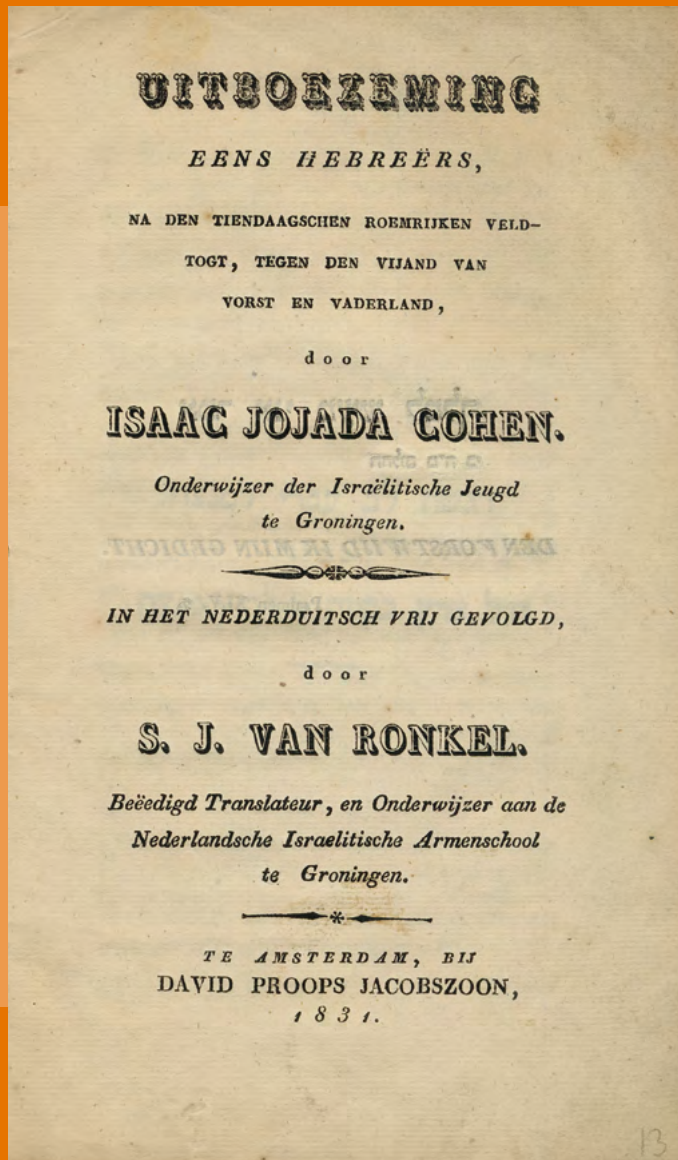 UITBOEZEMING
EENS HEBREËRS,
NA DEN TIENDAAGSCHEN ROEMRIJKEN VELD-
TOGT, TEGEN DEN VIJAND VAN
VORST EN VADERLAND,
door
ISAAC JOJADA COHEN.
Onderwijzer der Israëlitische Jeugd
te Groningen.
IN HET NEDERDUITSCH VRIJ GEVOLGD,
door
S. J. VAN RONKEL.
Beëedigd Translateur, en Onderwijzer aan de
Nederlandsche Israelitische Armenschool
te Groningen.
TE AMSTERDAM, BIJ
DAVID PROOPS JACOBSZOON,
1831.
13